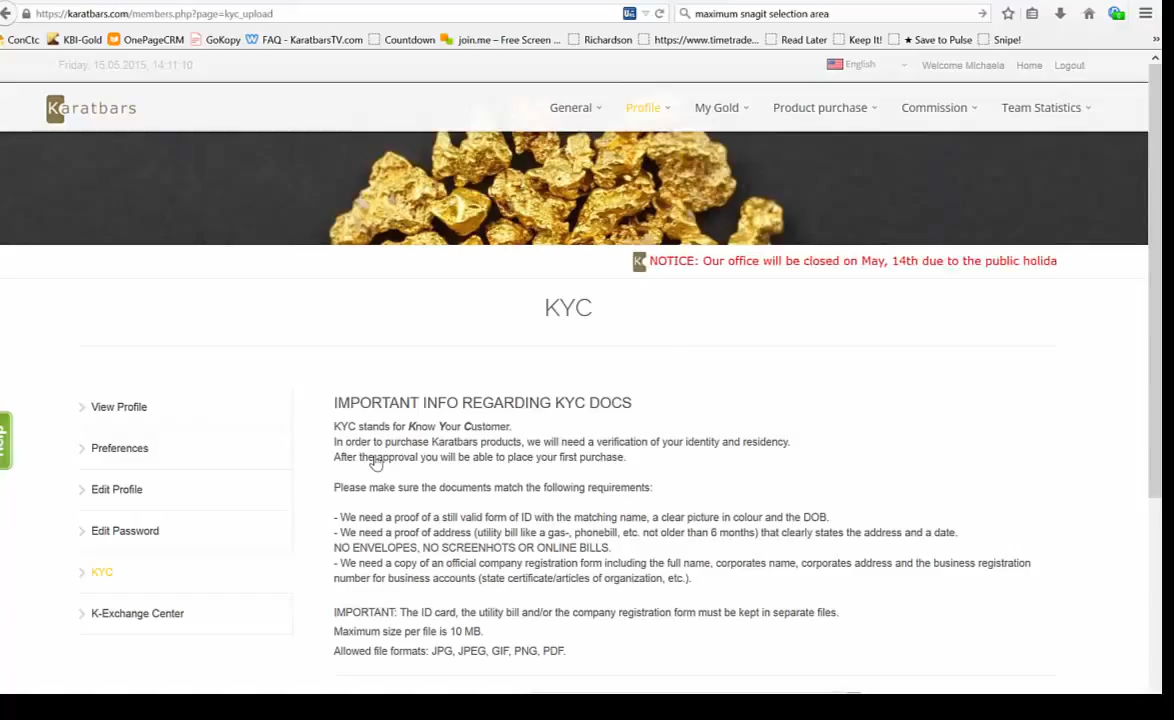 https://karatbars.com/members.php?page=kyc_upload
maximum snagit selection area
ConCtc KBI-Gold OnePageCRM GoKopy FAQ - KaratbarsTV.com Countdown join.me – Free Screen ... Richardson https://www.timetrade... Read Later Keep It! ★ Save to Pulse Snipe! »
Friday, 15.05.2015, 14:11:10
English
Welcome Michaela Home Logout
Karatbars
General Profile My Gold Product purchase Commission Team Statistics
K NOTICE: Our office will be closed on May, 14th due to the public holida
KYC
View Profile
Preferences
Edit Profile
Edit Password
KYC
K-Exchange Center
Help
IMPORTANT INFO REGARDING KYC DOCS
KYC stands for Know Your Customer.
In order to purchase Karatbars products, we will need a verification of your identity and residency.
After the approval you will be able to place your first purchase.
Please make sure the documents match the following requirements:
- We need a proof of a still valid form of ID with the matching name, a clear picture in colour and the DOB.
- We need a proof of address (utility bill like a gas-, phonebill, etc. not older than 6 months) that clearly states the address and a date.
NO ENVELOPES, NO SCREENHOTS OR ONLINE BILLS.
- We need a copy of an official company registration form including the full name, corporates name, corporates address and the business registration
number for business accounts (state certificate/articles of organization, etc.).
IMPORTANT: The ID card, the utility bill and/or the company registration form must be kept in separate files.
Maximum size per file is 10 MB.
Allowed file formats: JPG, JPEG, GIF, PNG, PDF.